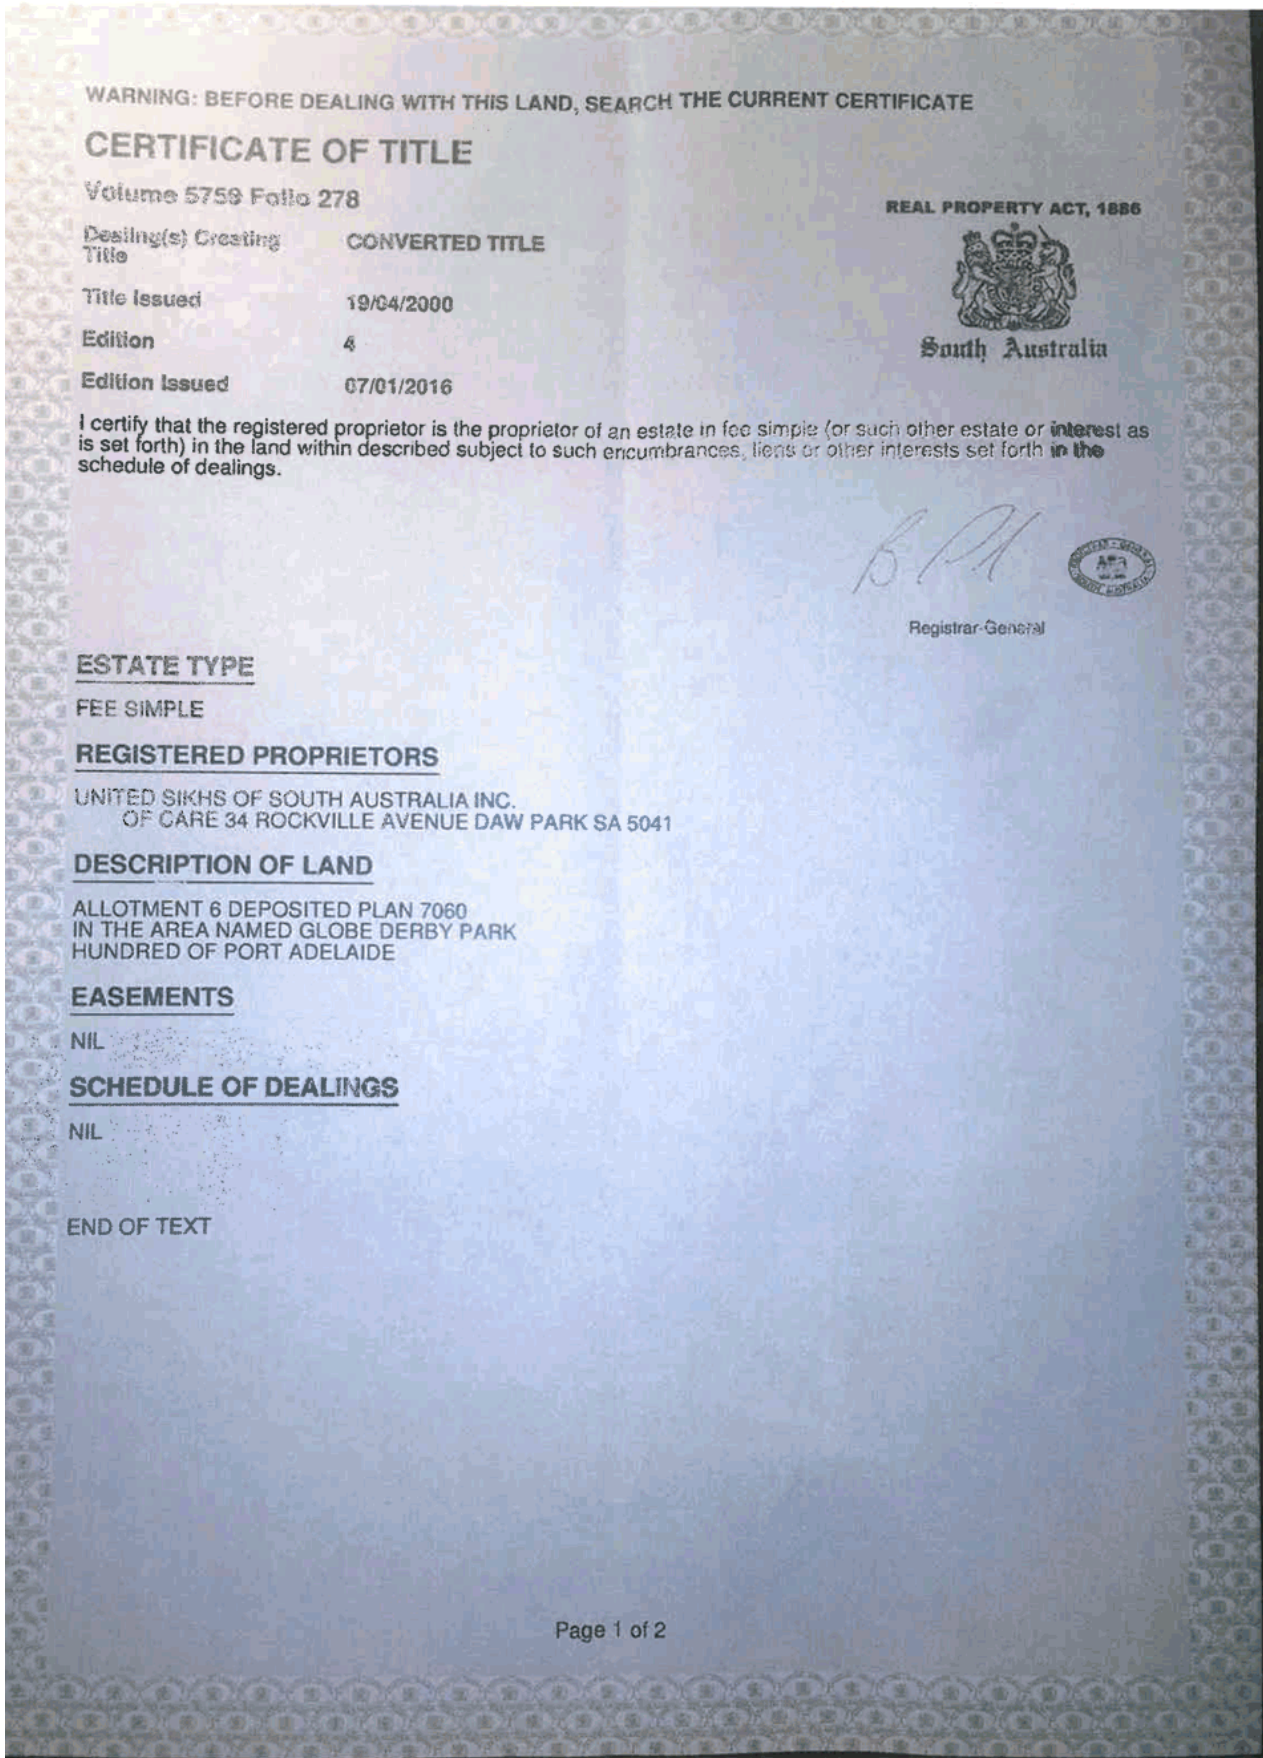 WARNING: BEFORE DEALING WITH THIS LAND, SEARCH THE CURRENT CERTIFICATE
CERTIFICATE OF TITLE
Volume 5759 Folio 278
REAL PROPERTY ACT, 1886
Dealing(s) Creating Title
CONVERTED TITLE
Title Issued
19/04/2000
Edition
4
South Australia
Edition Issued
07/01/2016
I certify that the registered proprietor is the proprietor of an estate in fee simple (or such other estate or interest as
is set forth) in the land within described subject to such encumbrances, liens or other interests set forth in the
schedule of dealings.
REGISTRAR - GENERAL
SOUTH AUSTRALIA
Registrar-General
ESTATE TYPE
FEE SIMPLE
REGISTERED PROPRIETORS
UNITED SIKHS OF SOUTH AUSTRALIA INC.
OF CARE 34 ROCKVILLE AVENUE DAW PARK SA 5041
DESCRIPTION OF LAND
ALLOTMENT 6 DEPOSITED PLAN 7060
IN THE AREA NAMED GLOBE DERBY PARK
HUNDRED OF PORT ADELAIDE
EASEMENTS
NIL
SCHEDULE OF DEALINGS
NIL
END OF TEXT
Page 1 of 2